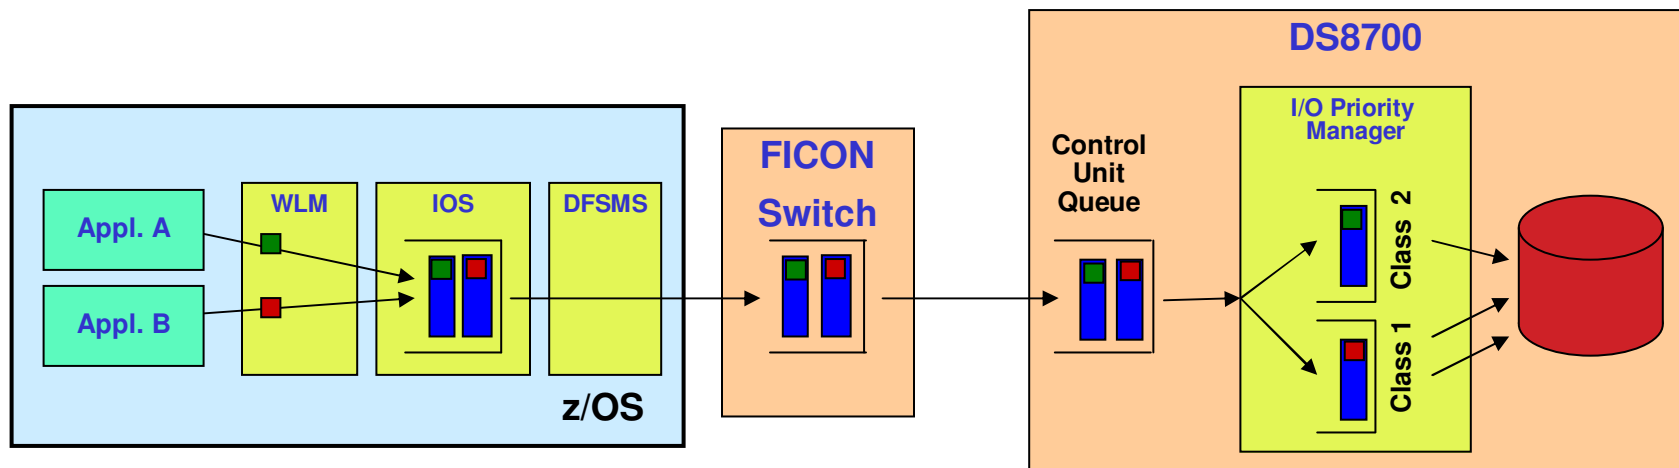 DS8700
I/O Priority
Manager
Control
Unit
Queue
FICON
Switch
WLM
IOS
DFSMS
Appl. A
Appl. B
z/OS
Class 2
Class 1